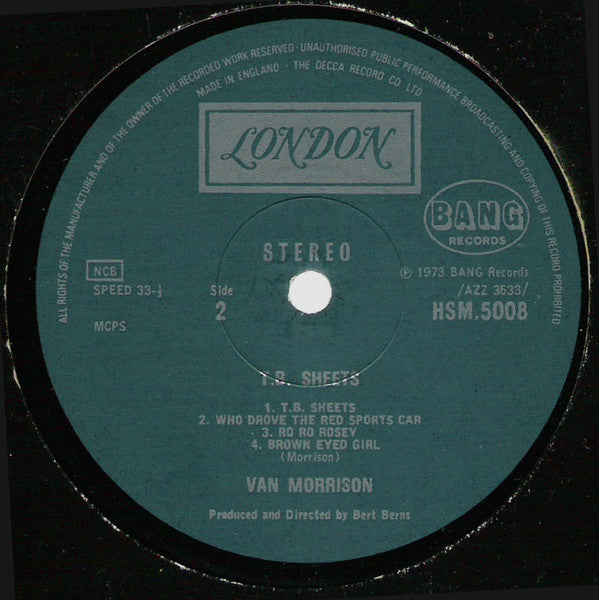 ALL RIGHTS OF THE MANUFACTURER AND OF THE OWNER OF THE RECORDED WORK RESERVED · UNAUTHORISED PUBLIC PERFORMANCE BROADCASTING AND COPYING OF THIS RECORD PROHIBITED
MADE IN ENGLAND · THE DECCA RECORD CO LTD
LONDON
BANG
RECORDS
STEREO
NCB
SPEED 33-⅓
MCPS
Side
2
℗ 1973 BANG Records
/AZZ 3533/
HSM.5008
T.B. SHEETS
1. T.B. SHEETS
2. WHO DROVE THE RED SPORTS CAR
3. RO RO ROSEY
4. BROWN EYED GIRL
(Morrison)
VAN MORRISON
Produced and Directed by Bert Berns